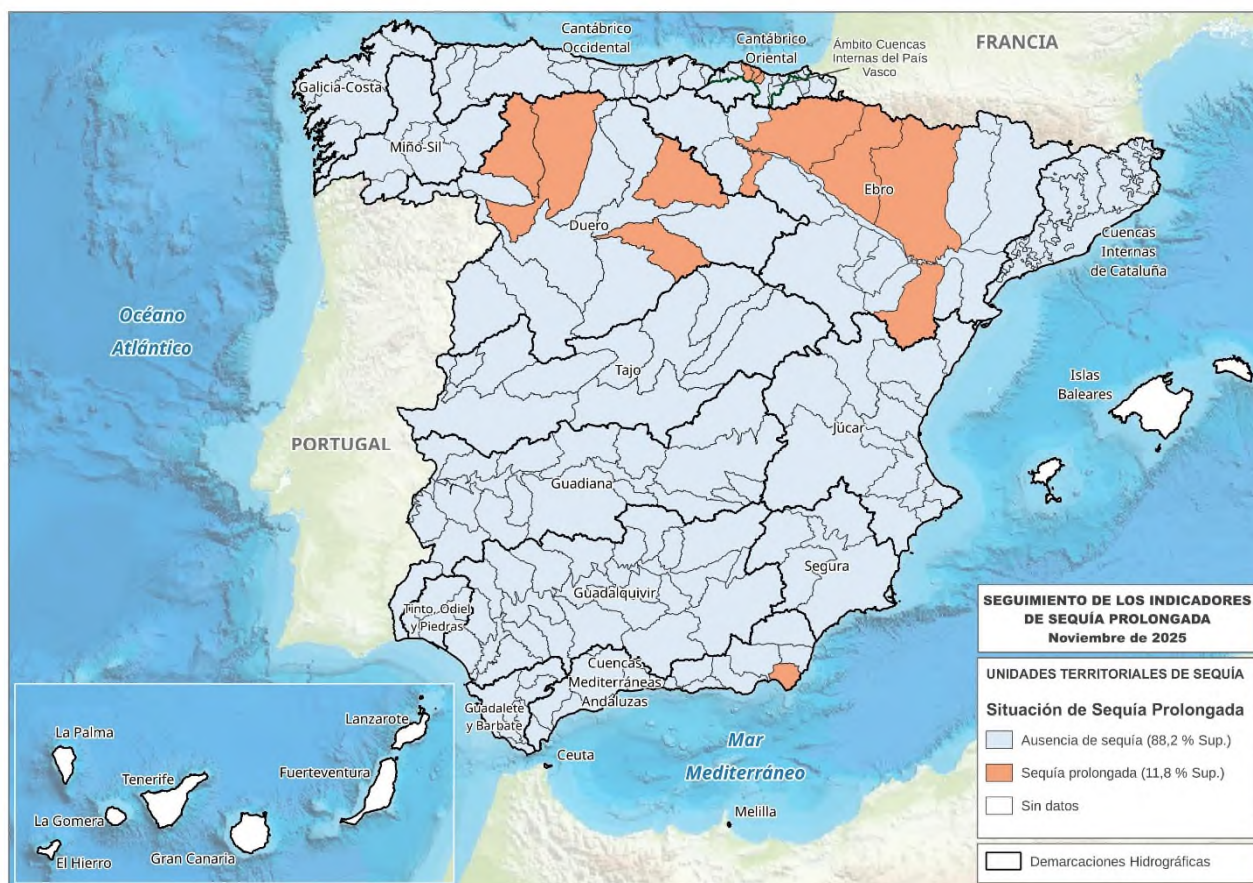 Cantábrico
Occidental
Cantábrico
Oriental
Ámbito Cuencas
Internas del País
Vasco
FRANCIA
Galicia-Costa
Miño-Sil
Ebro
Duero
Cuencas
Internas
de Cataluña
Océano
Atlántico
Tajo
Islas
Baleares
PORTUGAL
Júcar
Guadiana
Segura
Guadalquivir
Tinto, Odiel
y Piedras
Cuencas
Mediterráneas
Andaluzas
Guadalete
y Barbate
Ceuta
Mar
Mediterráneo
Melilla
La Palma
Lanzarote
Tenerife
Fuerteventura
La Gomera
El Hierro
Gran Canaria
SEGUIMIENTO DE LOS INDICADORES
DE SEQUÍA PROLONGADA
Noviembre de 2025
UNIDADES TERRITORIALES DE SEQUÍA
Situación de Sequía Prolongada
Ausencia de sequía (88,2 % Sup.)
Sequía prolongada (11,8 % Sup.)
Sin datos
Demarcaciones Hidrográficas